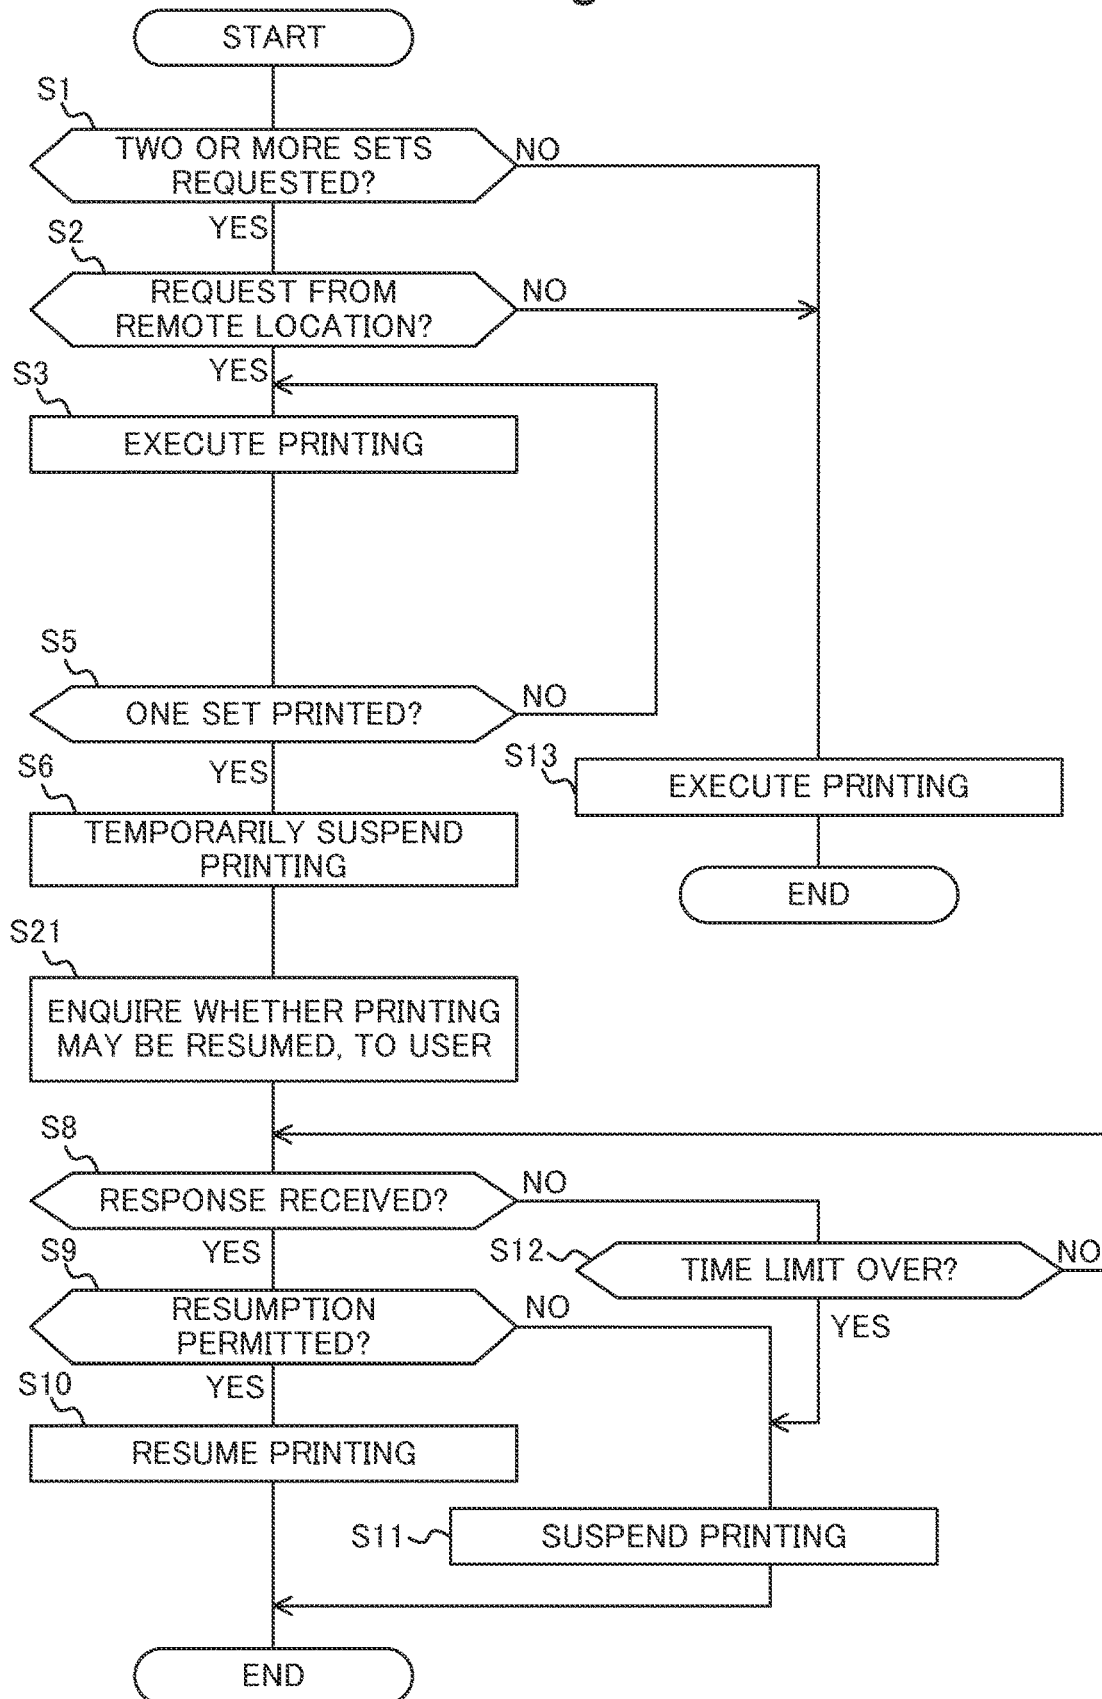 START
S1
TWO OR MORE SETS
REQUESTED?
NO
YES
S2
REQUEST FROM
REMOTE LOCATION?
NO
YES
S3
EXECUTE PRINTING
S5
ONE SET PRINTED?
NO
YES
S13
EXECUTE PRINTING
END
S6
TEMPORARILY SUSPEND
PRINTING
S21
ENQUIRE WHETHER PRINTING
MAY BE RESUMED, TO USER
S8
RESPONSE RECEIVED?
NO
YES
S12
TIME LIMIT OVER?
NO
YES
S9
RESUMPTION
PERMITTED?
NO
YES
S10
RESUME PRINTING
S11
SUSPEND PRINTING
END